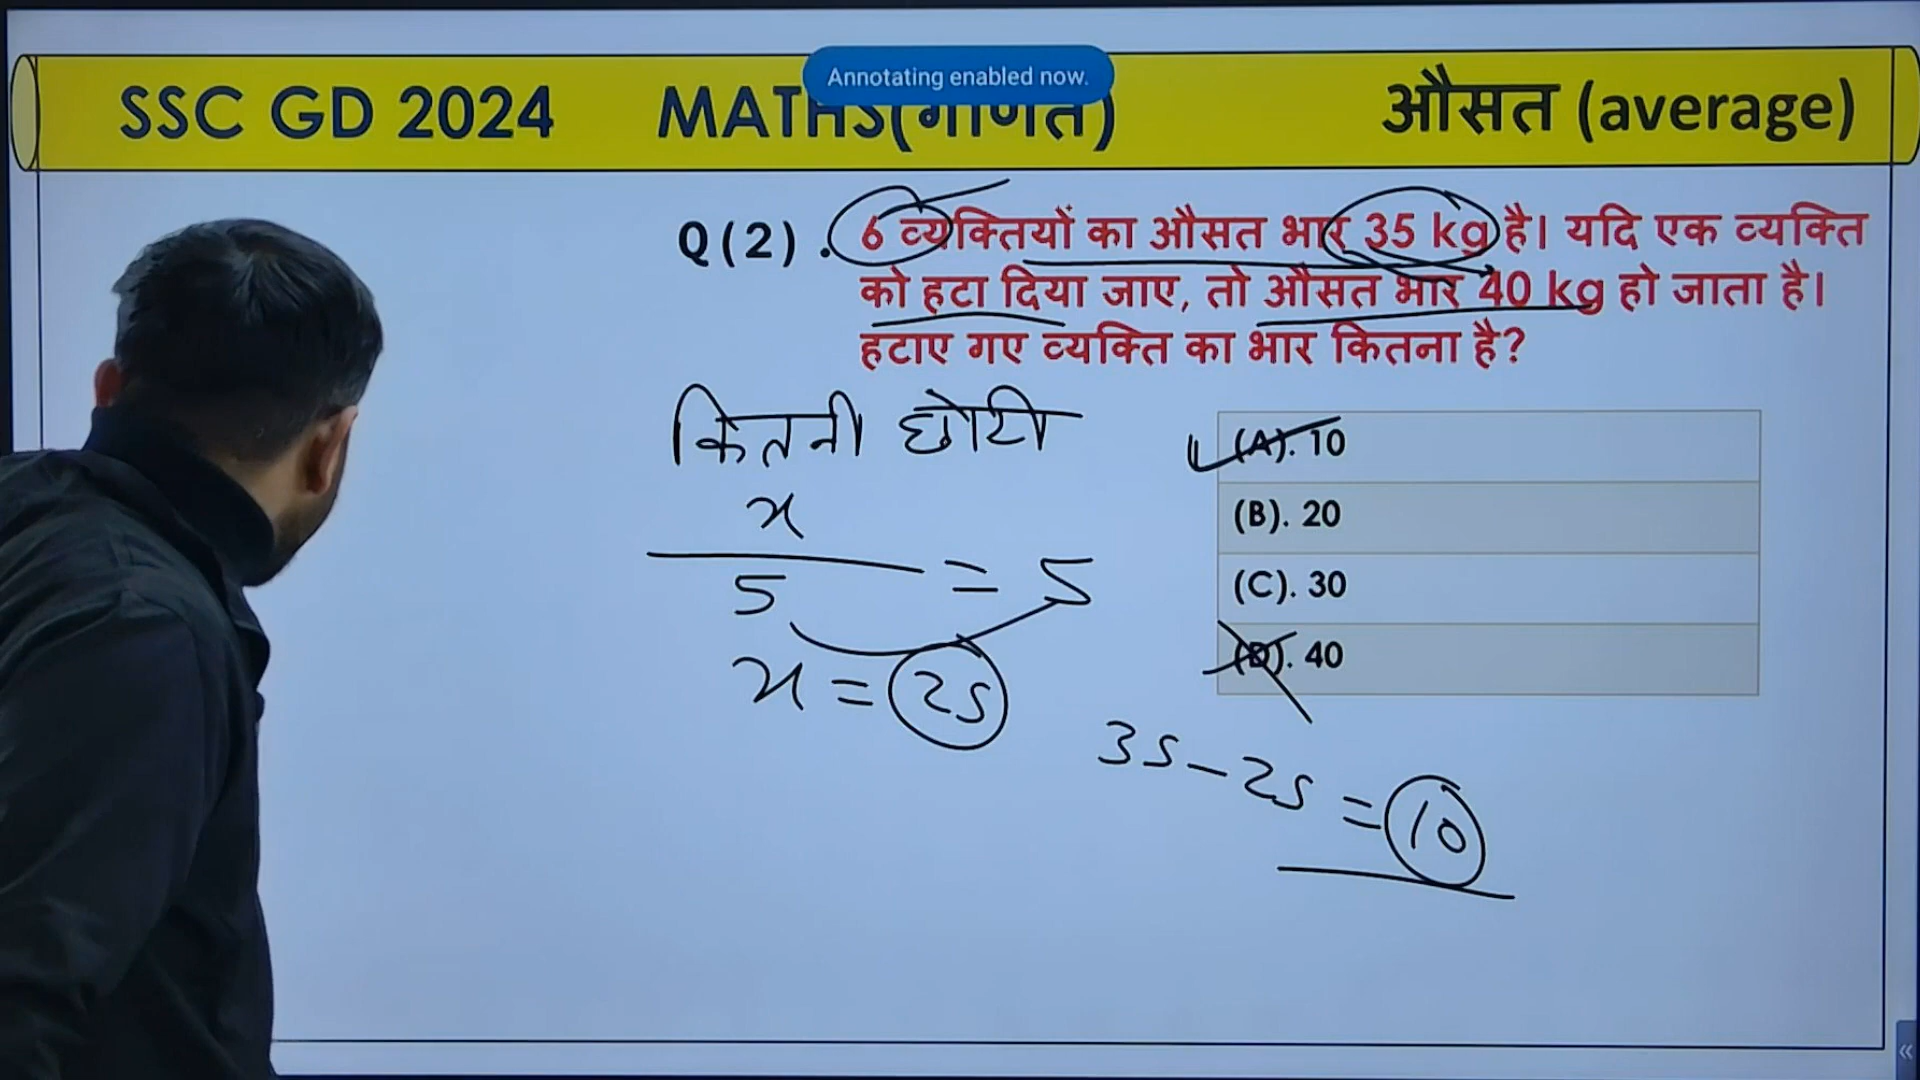 Annotating enabled now.
SSC GD 2024 MATHS(गणित) औसत (average)
Q(2). 6 व्यक्तियों का औसत भार 35 kg है। यदि एक व्यक्ति
को हटा दिया जाए, तो औसत भार 40 kg हो जाता है।
हटाए गए व्यक्ति का भार कितना है?
कितनी छोटी
x
5 = 5
x = 25
(A). 10
(B). 20
(C). 30
(D). 40
35-25 = 10
«